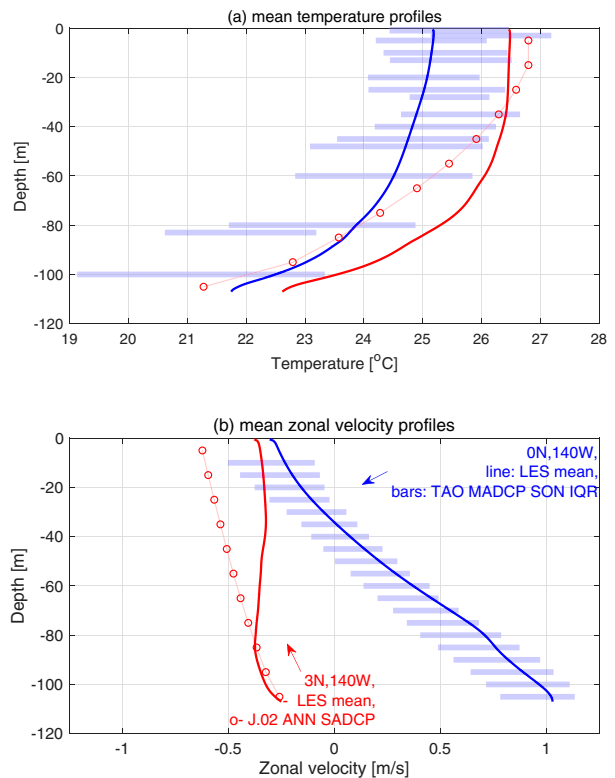 (a) mean temperature profiles
0
-20
-40
-60
-80
-100
-120
Depth [m]
19 20 21 22 23 24 25 26 27 28
Temperature [°C]
(b) mean zonal velocity profiles
0
-20
-40
-60
-80
-100
-120
Depth [m]
0N,140W,
line: LES mean,
bars: TAO MADCP SON IQR
3N,140W,
- LES mean,
o- J.02 ANN SADCP
-1 -0.5 0 0.5 1
Zonal velocity [m/s]